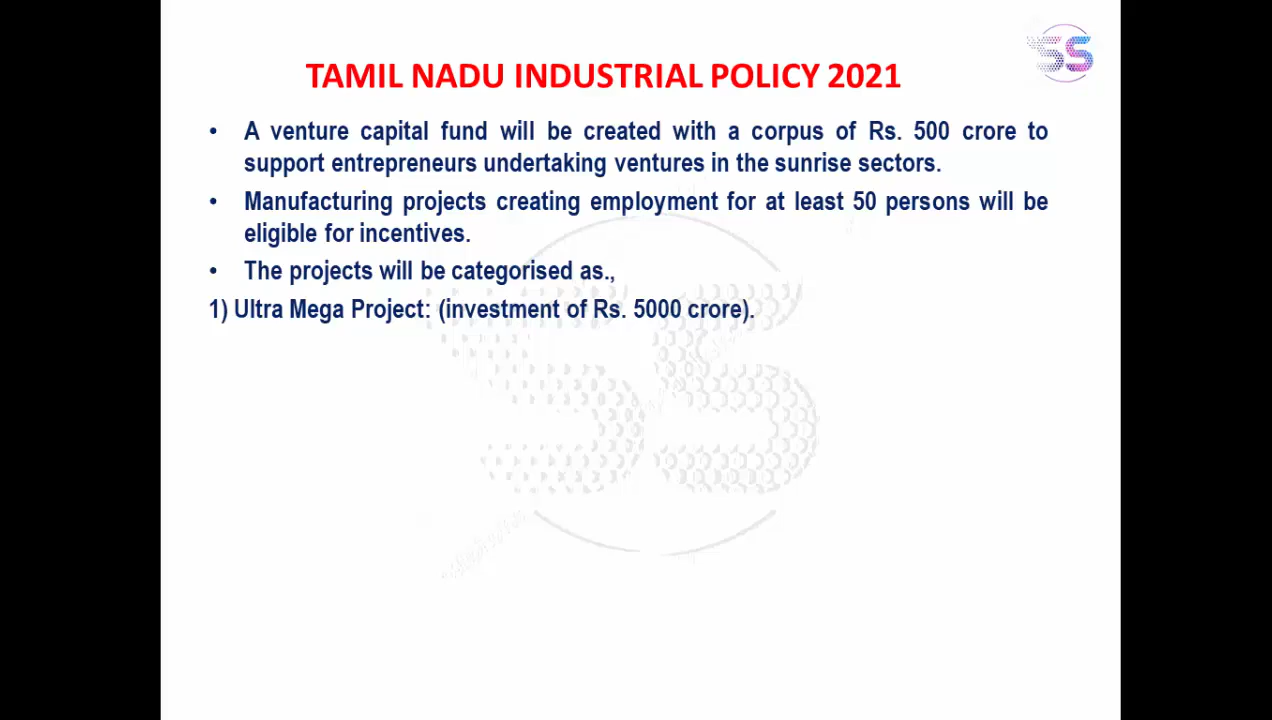 SS
TAMIL NADU INDUSTRIAL POLICY 2021
• A venture capital fund will be created with a corpus of Rs. 500 crore to
support entrepreneurs undertaking ventures in the sunrise sectors.
• Manufacturing projects creating employment for at least 50 persons will be
eligible for incentives.
• The projects will be categorised as.,
1) Ultra Mega Project: (investment of Rs. 5000 crore).
SS